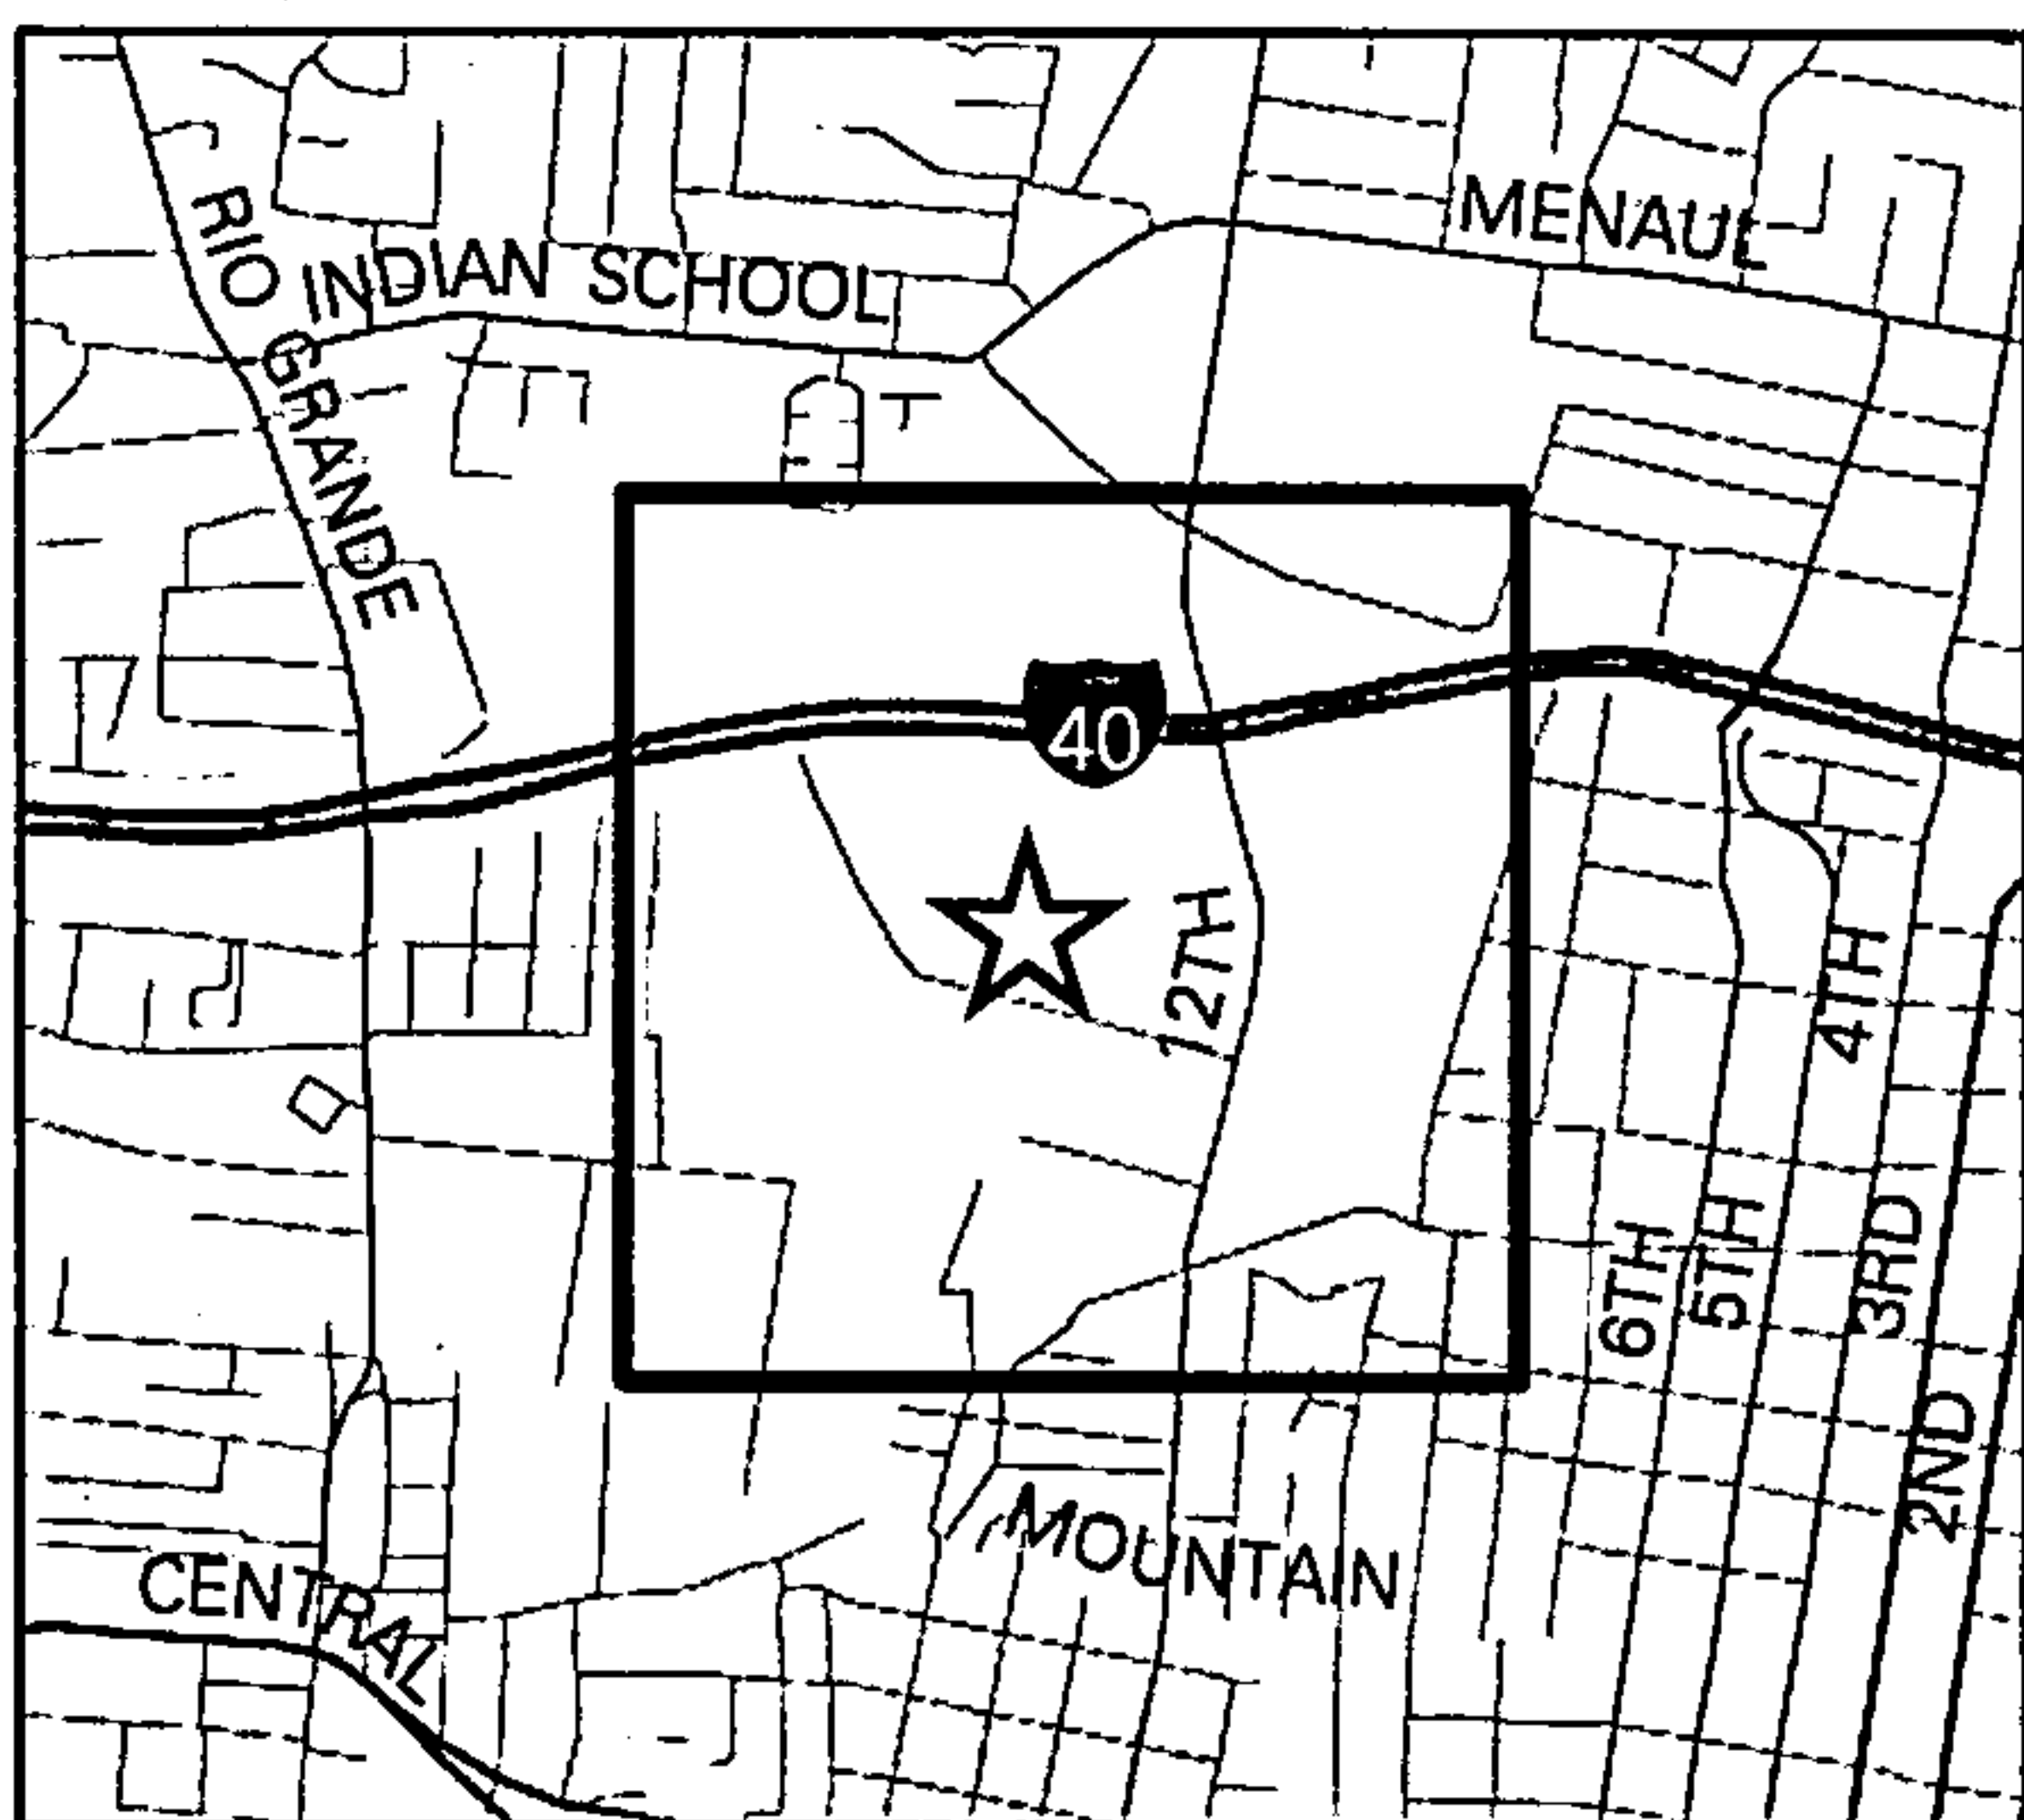 MENAUL
RIO GRANDE
INDIAN SCHOOL
40
12TH
4TH
3RD
5TH
6TH
2ND
MOUNTAIN
CENTRAL